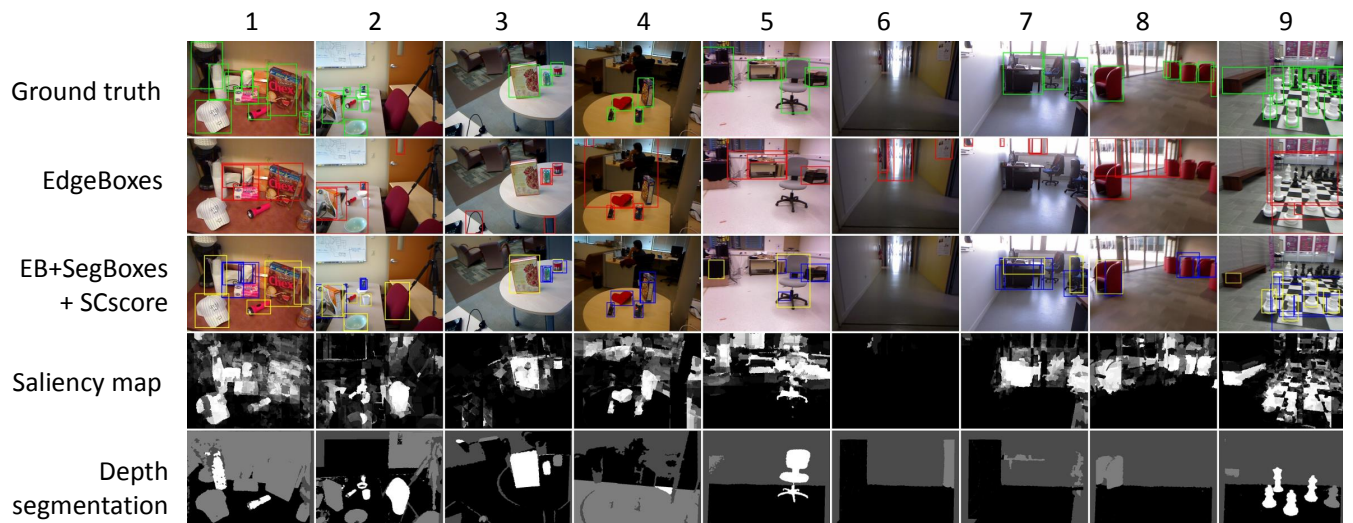 1 2 3 4 5 6 7 8 9
Ground truth
EdgeBoxes
EB+SegBoxes
+ SCscore
Saliency map
Depth
segmentation